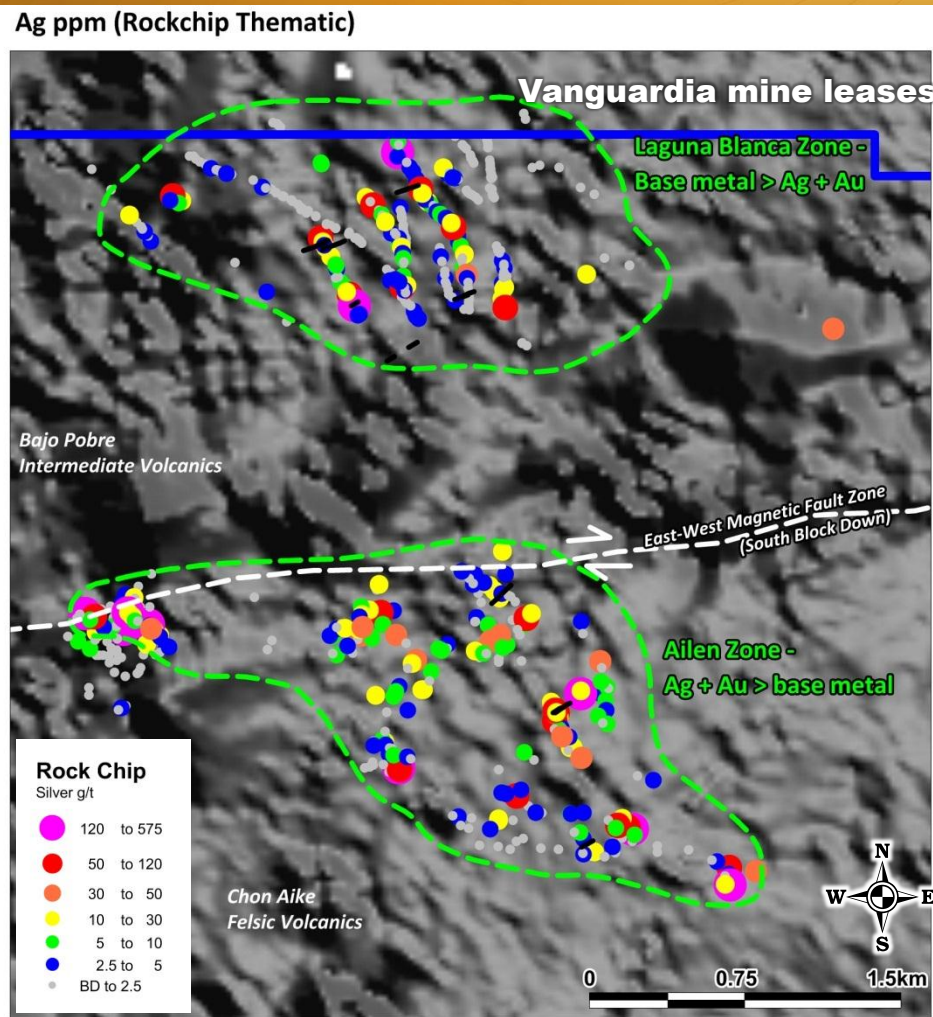 Ag ppm (Rockchip Thematic)
Vanguardia mine leases
Laguna Blanca Zone -
Base metal > Ag + Au
Bajo Pobre
Intermediate Volcanics
East-West Magnetic Fault Zone
(South Block Down)
Ailen Zone -
Ag + Au > base metal
Rock Chip
Silver g/t
120 to 575
50 to 120
30 to 50
10 to 30
5 to 10
2.5 to 5
BD to 2.5
Chon Aike
Felsic Volcanics
N
W E
S
0 0.75 1.5km